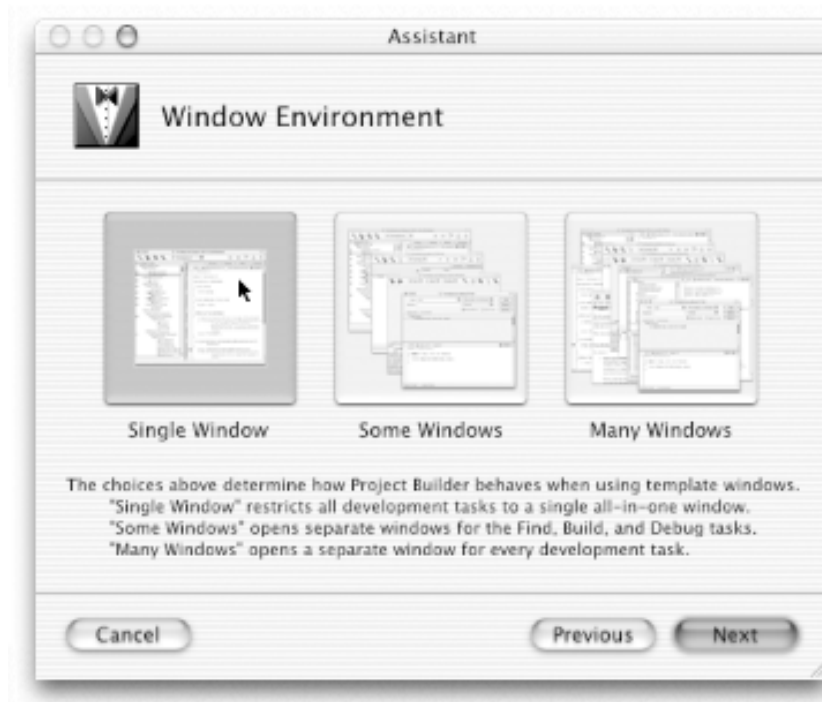 Assistant
Window Environment
Single Window
Some Windows
Many Windows
The choices above determine how Project Builder behaves when using template windows.
"Single Window" restricts all development tasks to a single all-in-one window.
"Some Windows" opens separate windows for the Find, Build, and Debug tasks.
"Many Windows" opens a separate window for every development task.
Cancel
Previous
Next